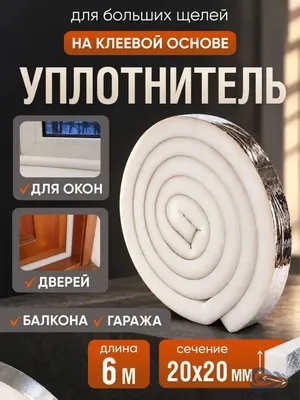 для больших щелей
НА КЛЕЕВОЙ ОСНОВЕ
УПЛОТНИТЕЛЬ
✓ ДЛЯ ОКОН
✓ ДВЕРЕЙ
✓ БАЛКОНА ✓ ГАРАЖА
длина
6 м
сечение
20х20 мм